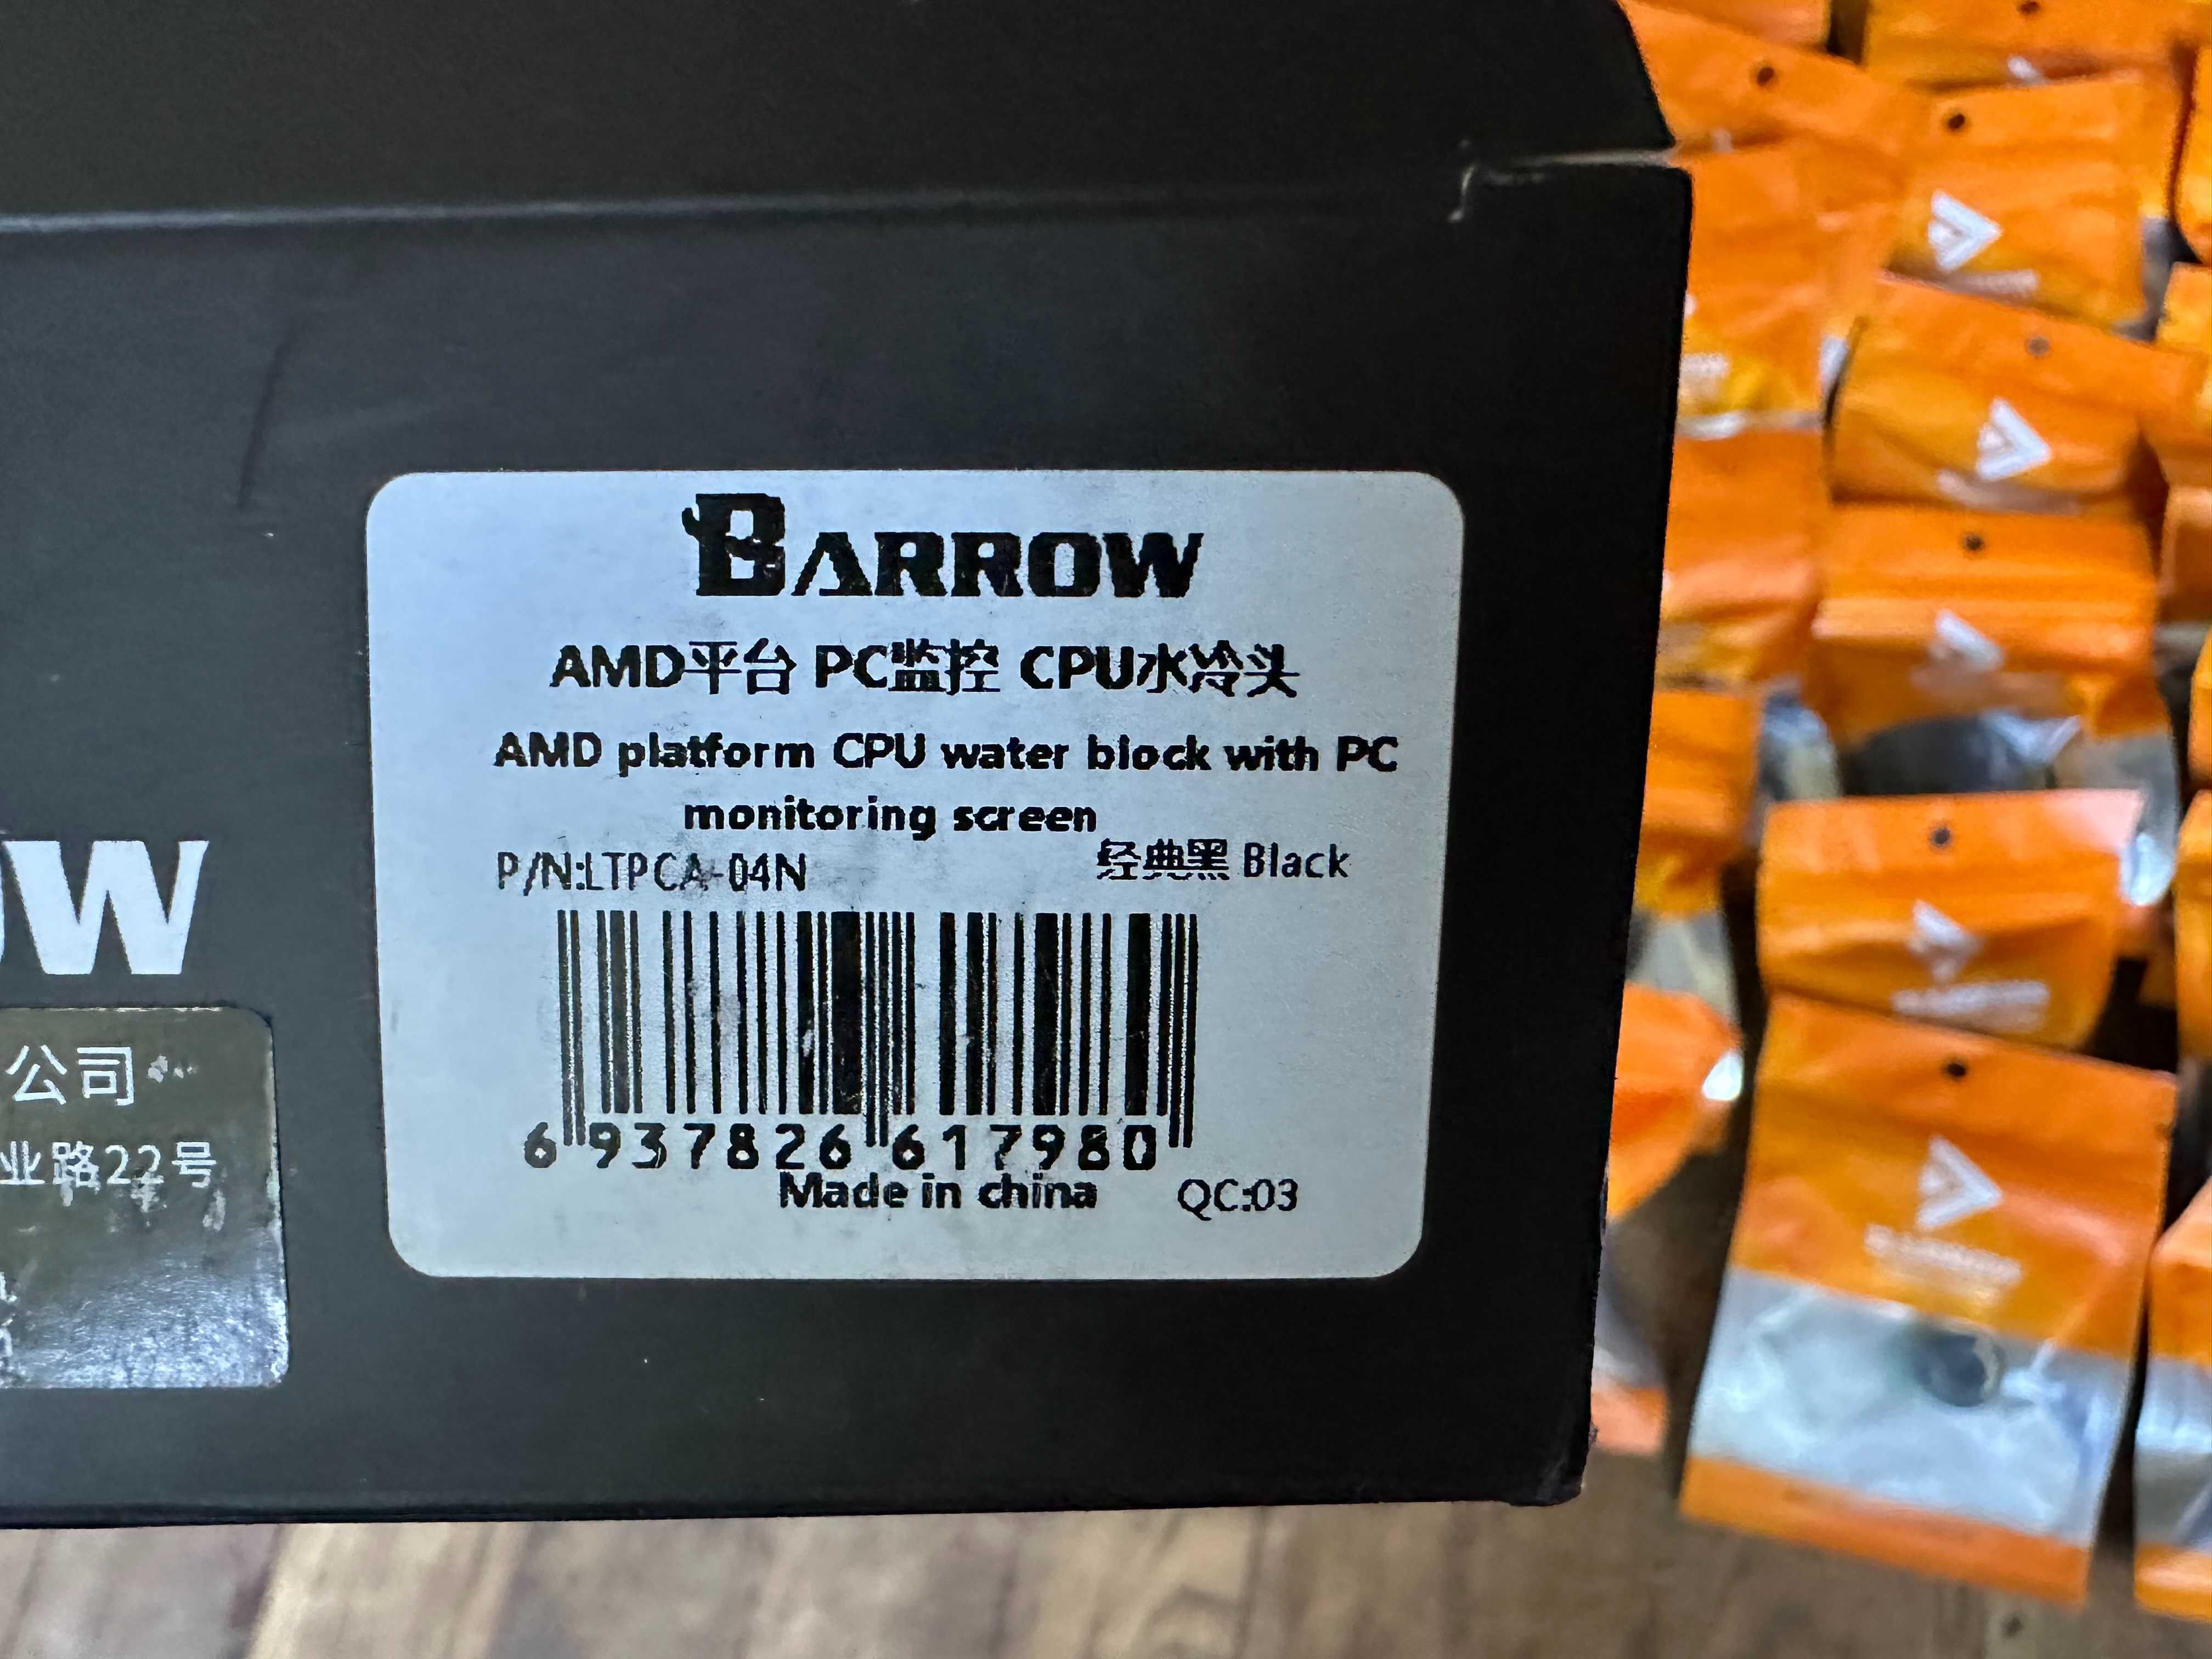 BARROW
AMD平台 PC监控 CPU水冷头
AMD platform CPU water block with PC
monitoring screen
P/N:LTPCA-04N
经典黑 Black
6 937826 617980
Made in china
QC:03
OW
公司
业路22号